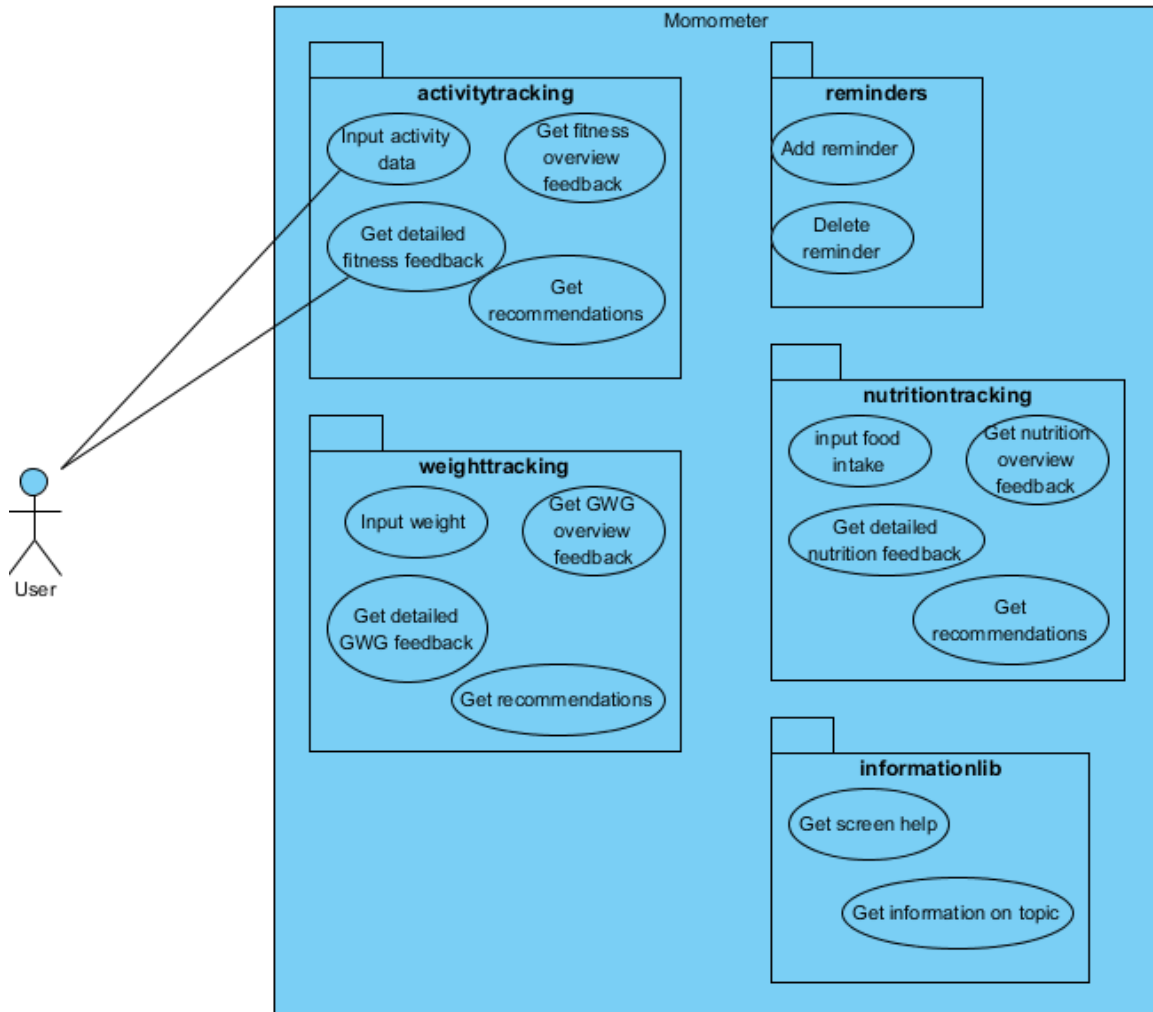 Momometer
activitytracking
Input activity
data
Get fitness
overview
feedback
Get detailed
fitness feedback
Get
recommendations
reminders
Add reminder
Delete
reminder
weighttracking
Input weight
Get GWG
overview
feedback
Get detailed
GWG feedback
Get recommendations
nutritiontracking
input food
intake
Get nutrition
overview
feedback
Get detailed
nutrition feedback
Get
recommendations
informationlib
Get screen help
Get information on topic
User